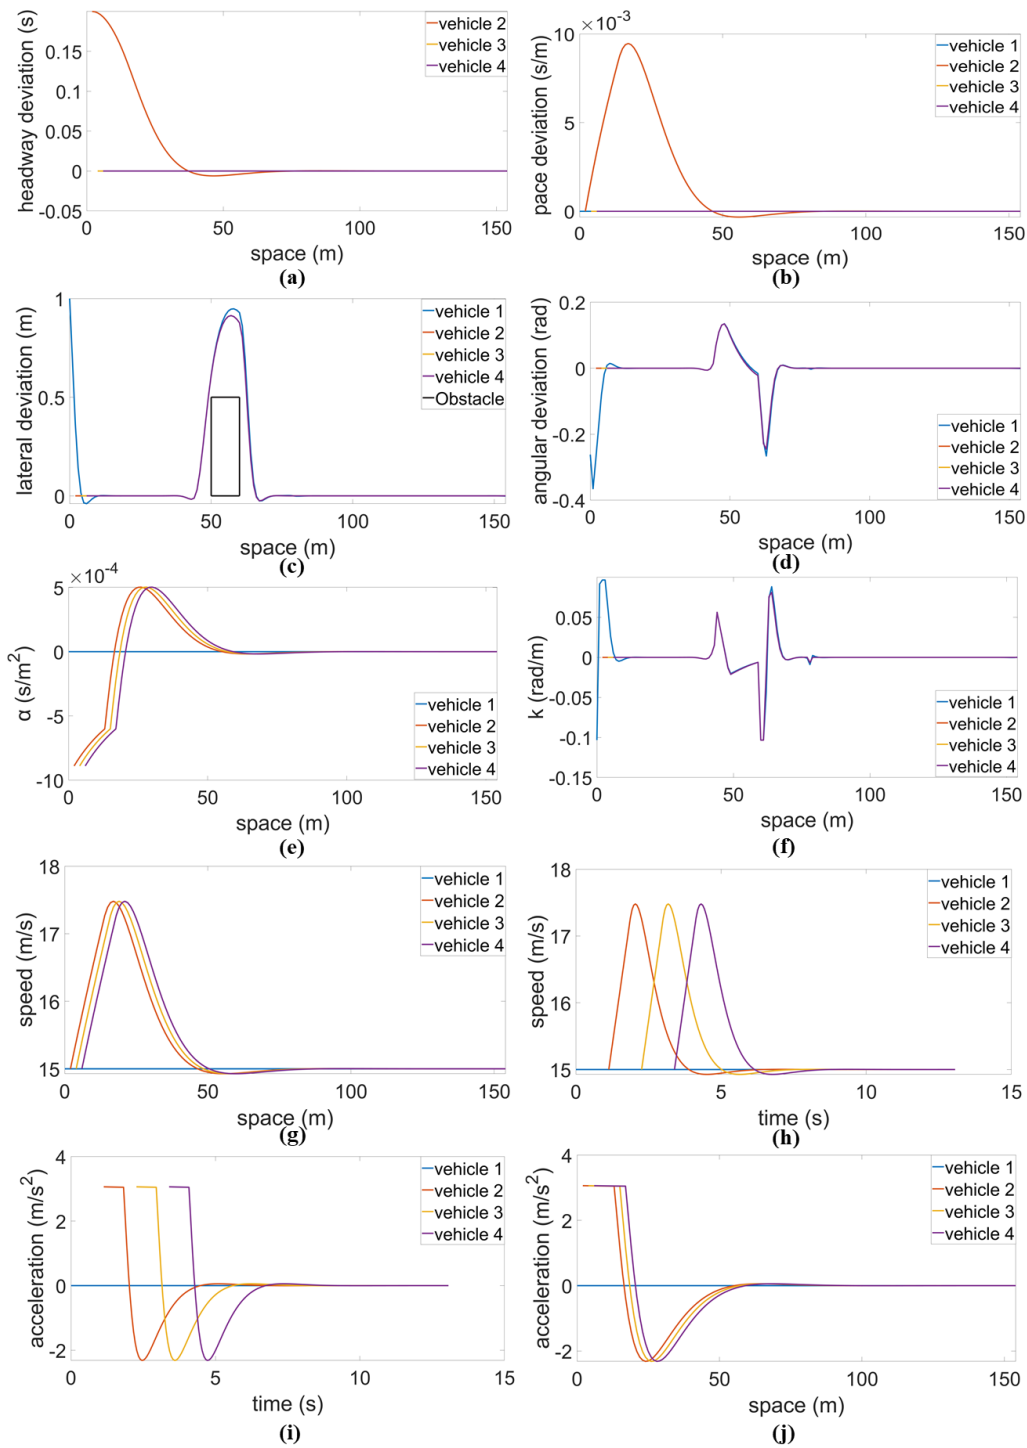 headway deviation (s)
0.15
0.1
0.05
0
-0.05
0
50
100
150
space (m)
vehicle 2
vehicle 3
vehicle 4
(a)
pace deviation (s/m)
×10⁻³
10
5
0
0
50
100
150
space (m)
vehicle 1
vehicle 2
vehicle 3
vehicle 4
(b)
lateral deviation (m)
1
0.5
0
0
50
100
150
space (m)
vehicle 1
vehicle 2
vehicle 3
vehicle 4
Obstacle
(c)
angular deviation (rad)
0.2
0
-0.2
-0.4
0
50
100
150
space (m)
vehicle 1
vehicle 2
vehicle 3
vehicle 4
(d)
α (s/m²)
×10⁻⁴
5
0
-5
-10
0
50
100
150
space (m)
vehicle 1
vehicle 2
vehicle 3
vehicle 4
(e)
k (rad/m)
0.05
0
-0.05
-0.1
-0.15
0
50
100
150
space (m)
vehicle 1
vehicle 2
vehicle 3
vehicle 4
(f)
speed (m/s)
18
17
16
15
0
50
100
150
space (m)
vehicle 1
vehicle 2
vehicle 3
vehicle 4
(g)
speed (m/s)
18
17
16
15
0
5
10
15
time (s)
vehicle 1
vehicle 2
vehicle 3
vehicle 4
(h)
acceleration (m/s²)
4
2
0
-2
0
5
10
15
time (s)
vehicle 1
vehicle 2
vehicle 3
vehicle 4
(i)
acceleration (m/s²)
4
2
0
-2
0
50
100
150
space (m)
vehicle 1
vehicle 2
vehicle 3
vehicle 4
(j)